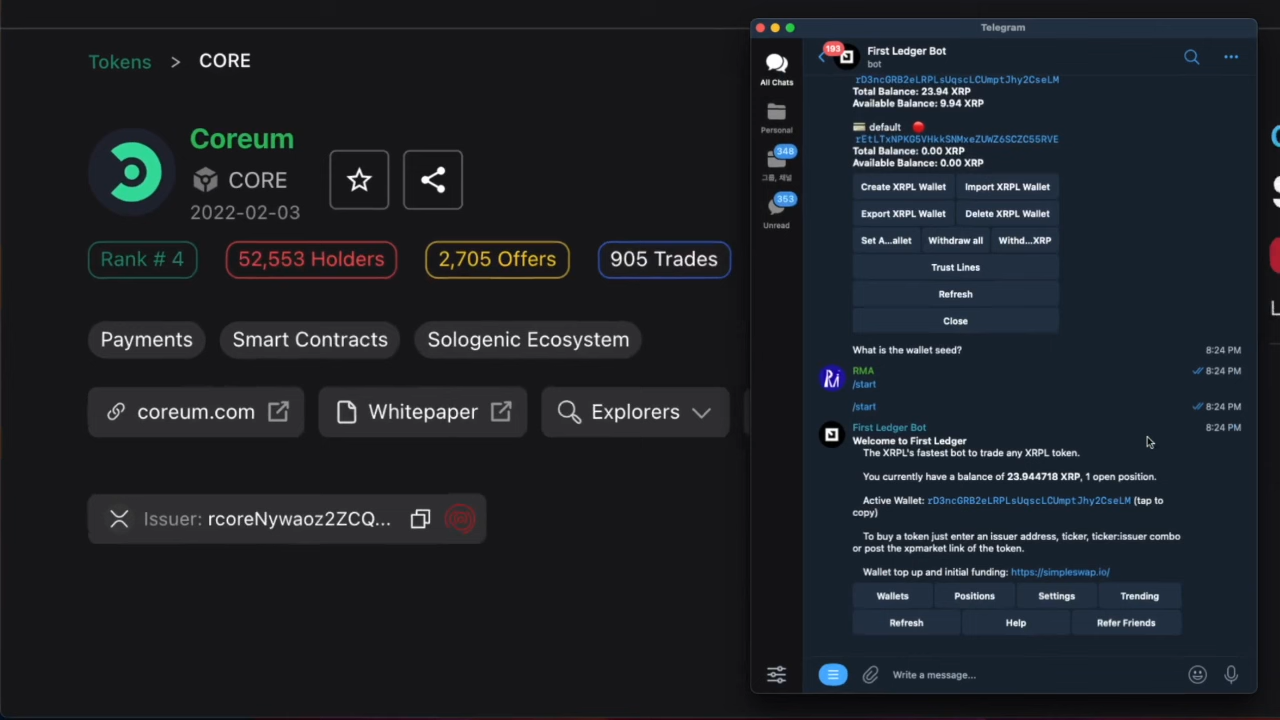 Tokens > CORE
Coreum
CORE
2022-02-03
Rank # 4
52,553 Holders
2,705 Offers
905 Trades
Payments
Smart Contracts
Sologenic Ecosystem
coreum.com
Whitepaper
Explorers
Issuer: rcoreNywaoz2ZCQ...
Telegram
193
First Ledger Bot
bot
All Chats
Personal
348
그룹, 채널
353
Unread
rD3ncGRB2eLRPLsUqscLCUmptJhy2CseLM
Total Balance: 23.94 XRP
Available Balance: 9.94 XRP
default
rEtLTxNPKO5VHkkSNMxeZUWZ6SCZC55RVE
Total Balance: 0.00 XRP
Available Balance: 0.00 XRP
Create XRPL Wallet
Import XRPL Wallet
Export XRPL Wallet
Delete XRPL Wallet
Set A...allet
Withdraw all
Withd...XRP
Trust Lines
Refresh
Close
What is the wallet seed?
8:24 PM
RMA
8:24 PM
/start
/start
8:24 PM
First Ledger Bot
8:24 PM
Welcome to First Ledger
The XRPL's fastest bot to trade any XRPL token.
You currently have a balance of 23.944718 XRP, 1 open position.
Active Wallet: rD3ncGRB2eLRPLsUqscLCUmptJhy2CseLM (tap to
copy)
To buy a token just enter an issuer address, ticker, ticker:issuer combo
or post the xpmarket link of the token.
Wallet top up and initial funding: https://simpleswap.io/
Wallets
Positions
Settings
Trending
Refresh
Help
Refer Friends
Write a message...